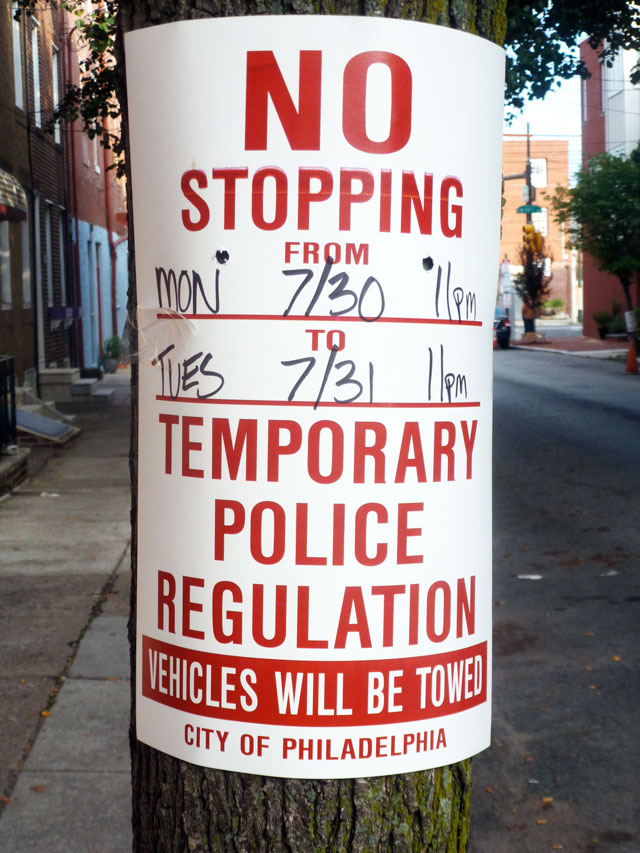 NO
STOPPING
FROM
MON 7/30 11pm
TO
TUES 7/31 11pm
TEMPORARY
POLICE
REGULATION
VEHICLES WILL BE TOWED
CITY OF PHILADELPHIA